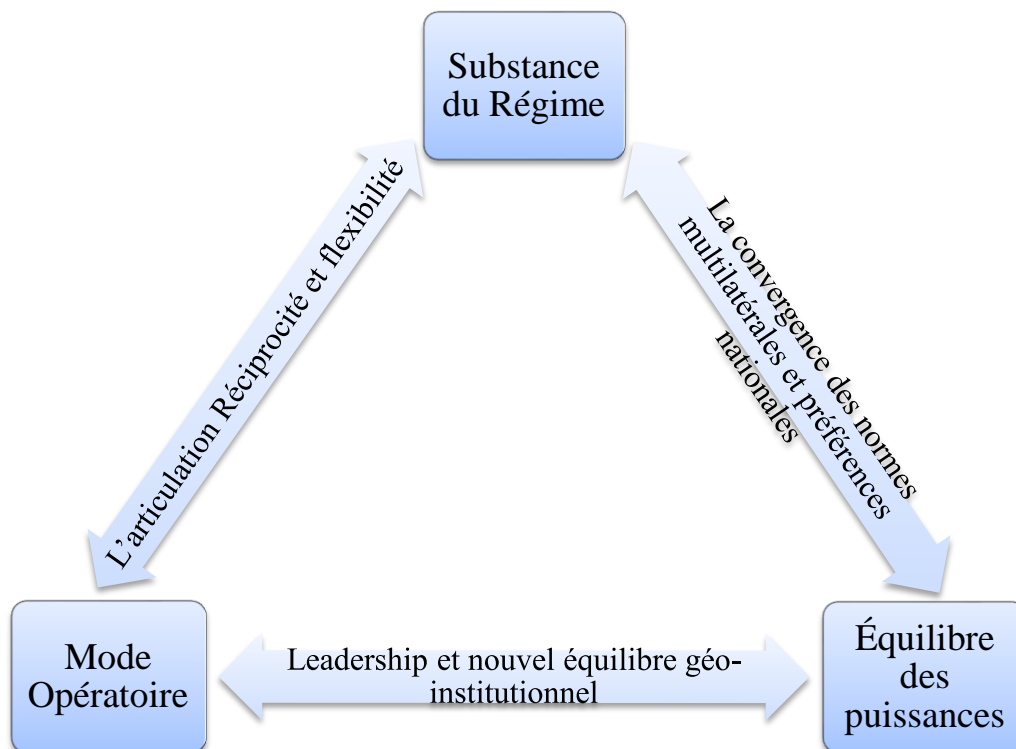 Substance
du Régime
L'articulation Réciprocité et flexibilité
La convergence des normes
multilatérales et préférences
nationales
Mode
Opératoire
Leadership et nouvel équilibre géo-
institutionnel
Équilibre
des
puissances